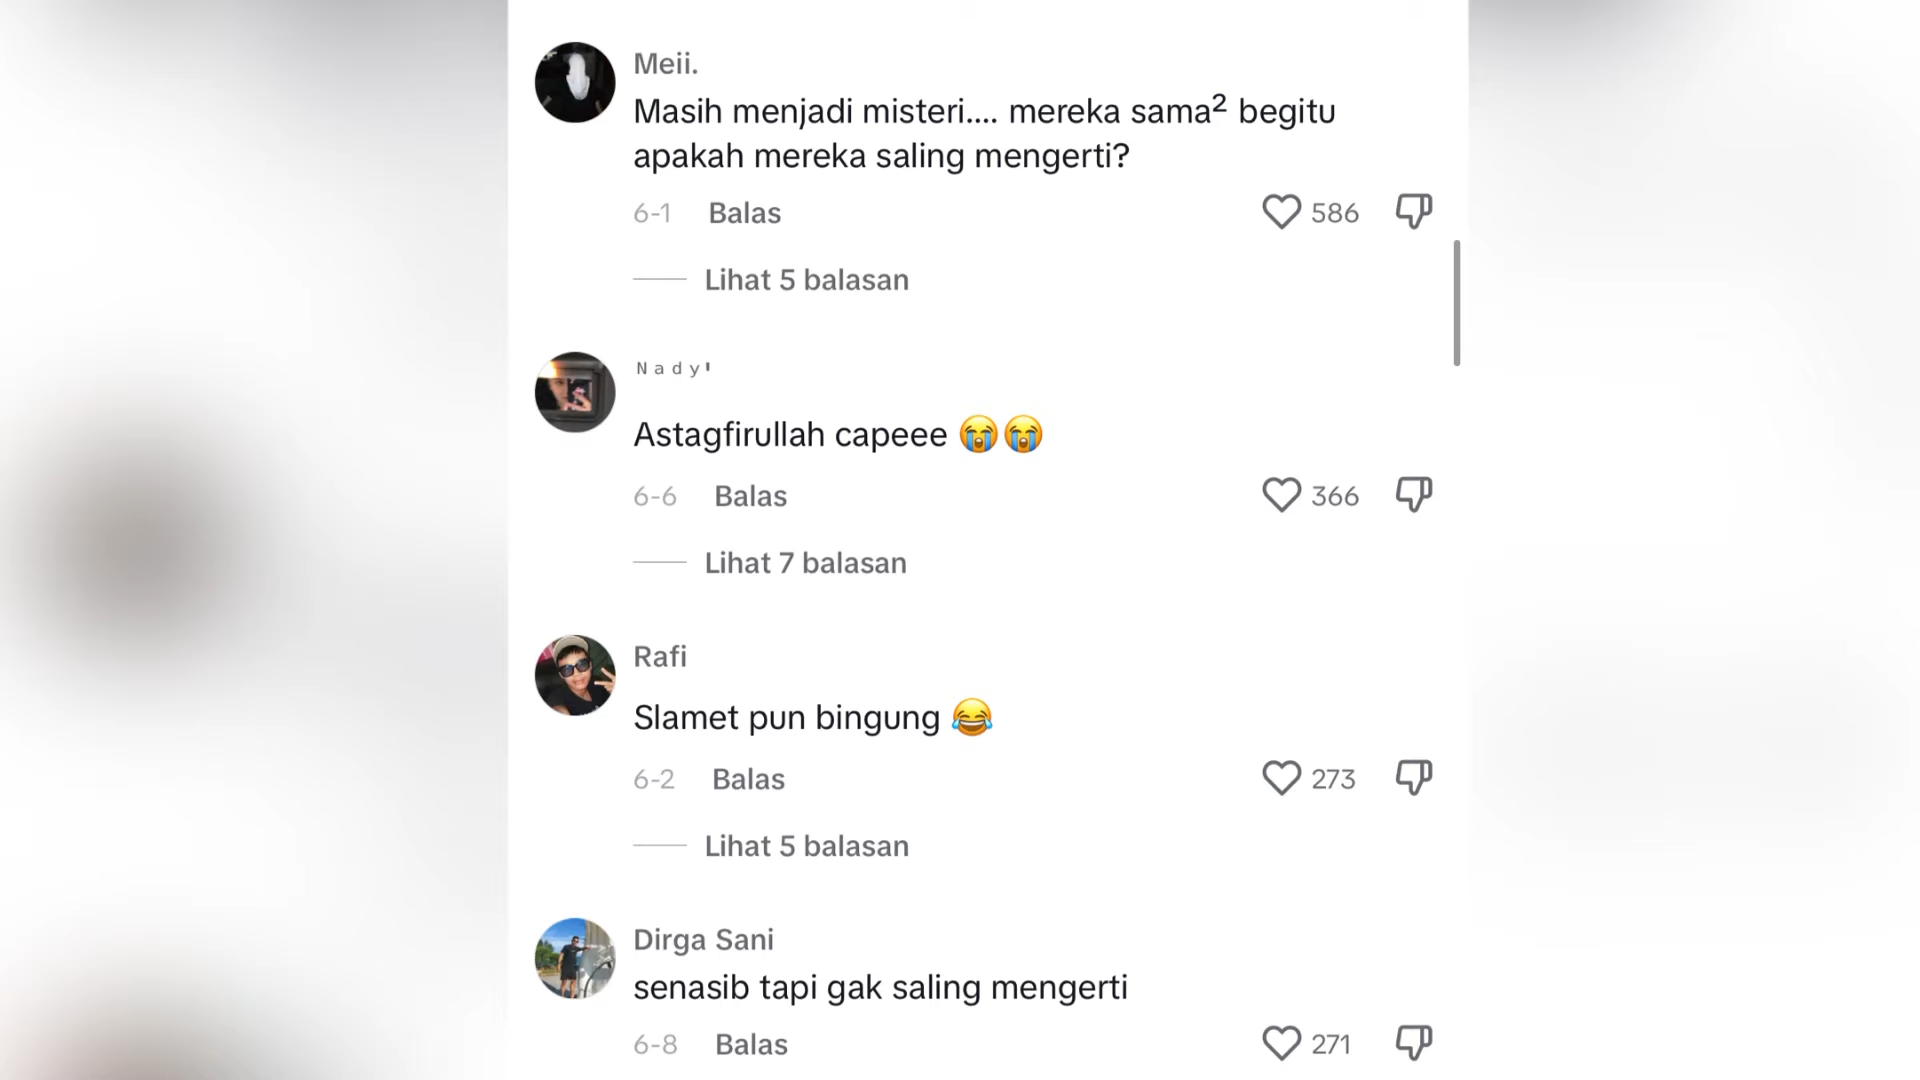 Meii.
Masih menjadi misteri.... mereka sama² begitu
apakah mereka saling mengerti?
6-1 Balas 586
Lihat 5 balasan
ᴺ ᵃ ᵈ ʸ ᑊ
Astagfirullah capeee 😭😭
6-6 Balas 366
Lihat 7 balasan
Rafi
Slamet pun bingung 😂
6-2 Balas 273
Lihat 5 balasan
Dirga Sani
senasib tapi gak saling mengerti
6-8 Balas 271